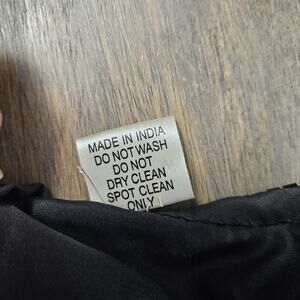 MADE IN INDIA
DO NOT WASH
DO NOT
DRY CLEAN
SPOT CLEAN
ONLY